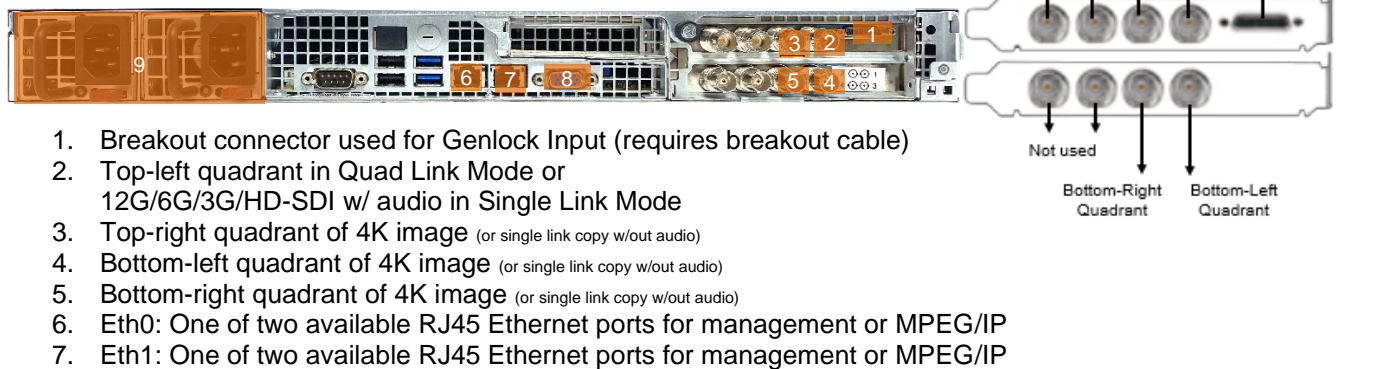 9
6
7
8
3
2
1
5
4
1
3
1. Breakout connector used for Genlock Input (requires breakout cable)
2. Top-left quadrant in Quad Link Mode or
12G/6G/3G/HD-SDI w/ audio in Single Link Mode
3. Top-right quadrant of 4K image (or single link copy w/out audio)
4. Bottom-left quadrant of 4K image (or single link copy w/out audio)
5. Bottom-right quadrant of 4K image (or single link copy w/out audio)
6. Eth0: One of two available RJ45 Ethernet ports for management or MPEG/IP
7. Eth1: One of two available RJ45 Ethernet ports for management or MPEG/IP
Not used
Bottom-Right
Quadrant
Bottom-Left
Quadrant